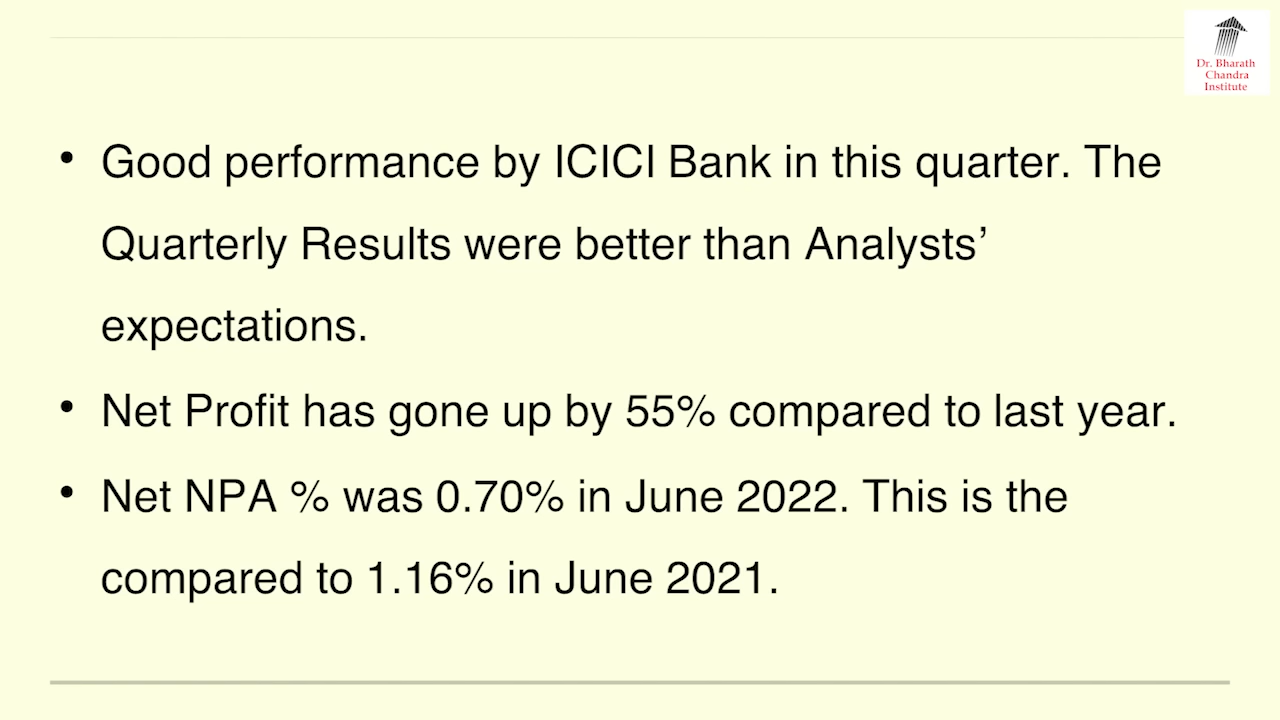 Dr. Bharath
Chandra
Institute
• Good performance by ICICI Bank in this quarter. The
Quarterly Results were better than Analysts’
expectations.
• Net Profit has gone up by 55% compared to last year.
• Net NPA % was 0.70% in June 2022. This is the
compared to 1.16% in June 2021.